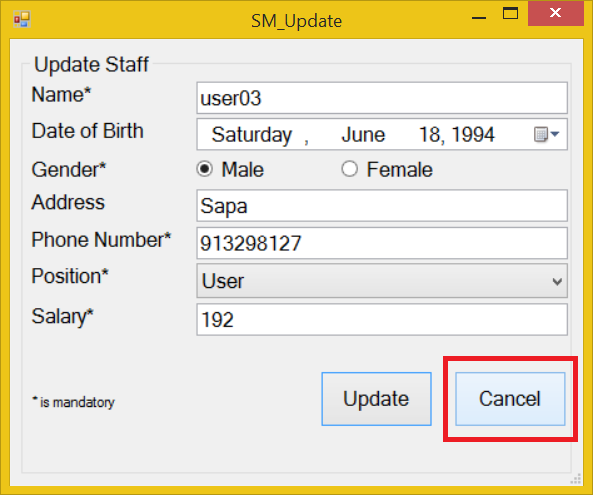 SM_Update
Update Staff
Name* user03
Date of Birth Saturday , June 18, 1994
Gender* Male Female
Address Sapa
Phone Number* 913298127
Position* User
Salary* 192
* is mandatory Update Cancel